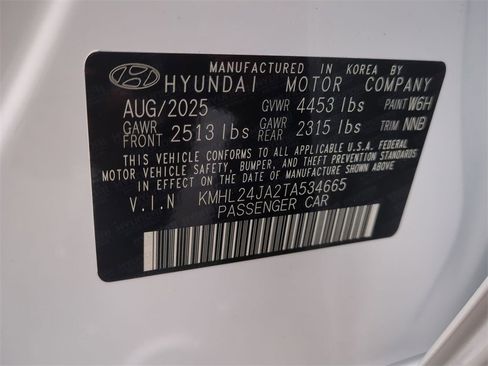 MANUFACTURED IN KOREA BY
HYUNDAI MOTOR COMPANY
AUG/2025 GVWR 4453 lbs PAINT W6H
GAWR FRONT 2513 lbs GAWR REAR 2315 lbs TRIM NNB
THIS VEHICLE CONFORMS TO ALL APPLICABLE U.S.A. FEDERAL
MOTOR VEHICLE SAFETY, BUMPER, AND THEFT PREVENTION STANDARDS
IN EFFECT ON THE DATE OF MANUFACTURE SHOWN ABOVE
V.I.N KMHL24JA2TA534665
PASSENGER CAR